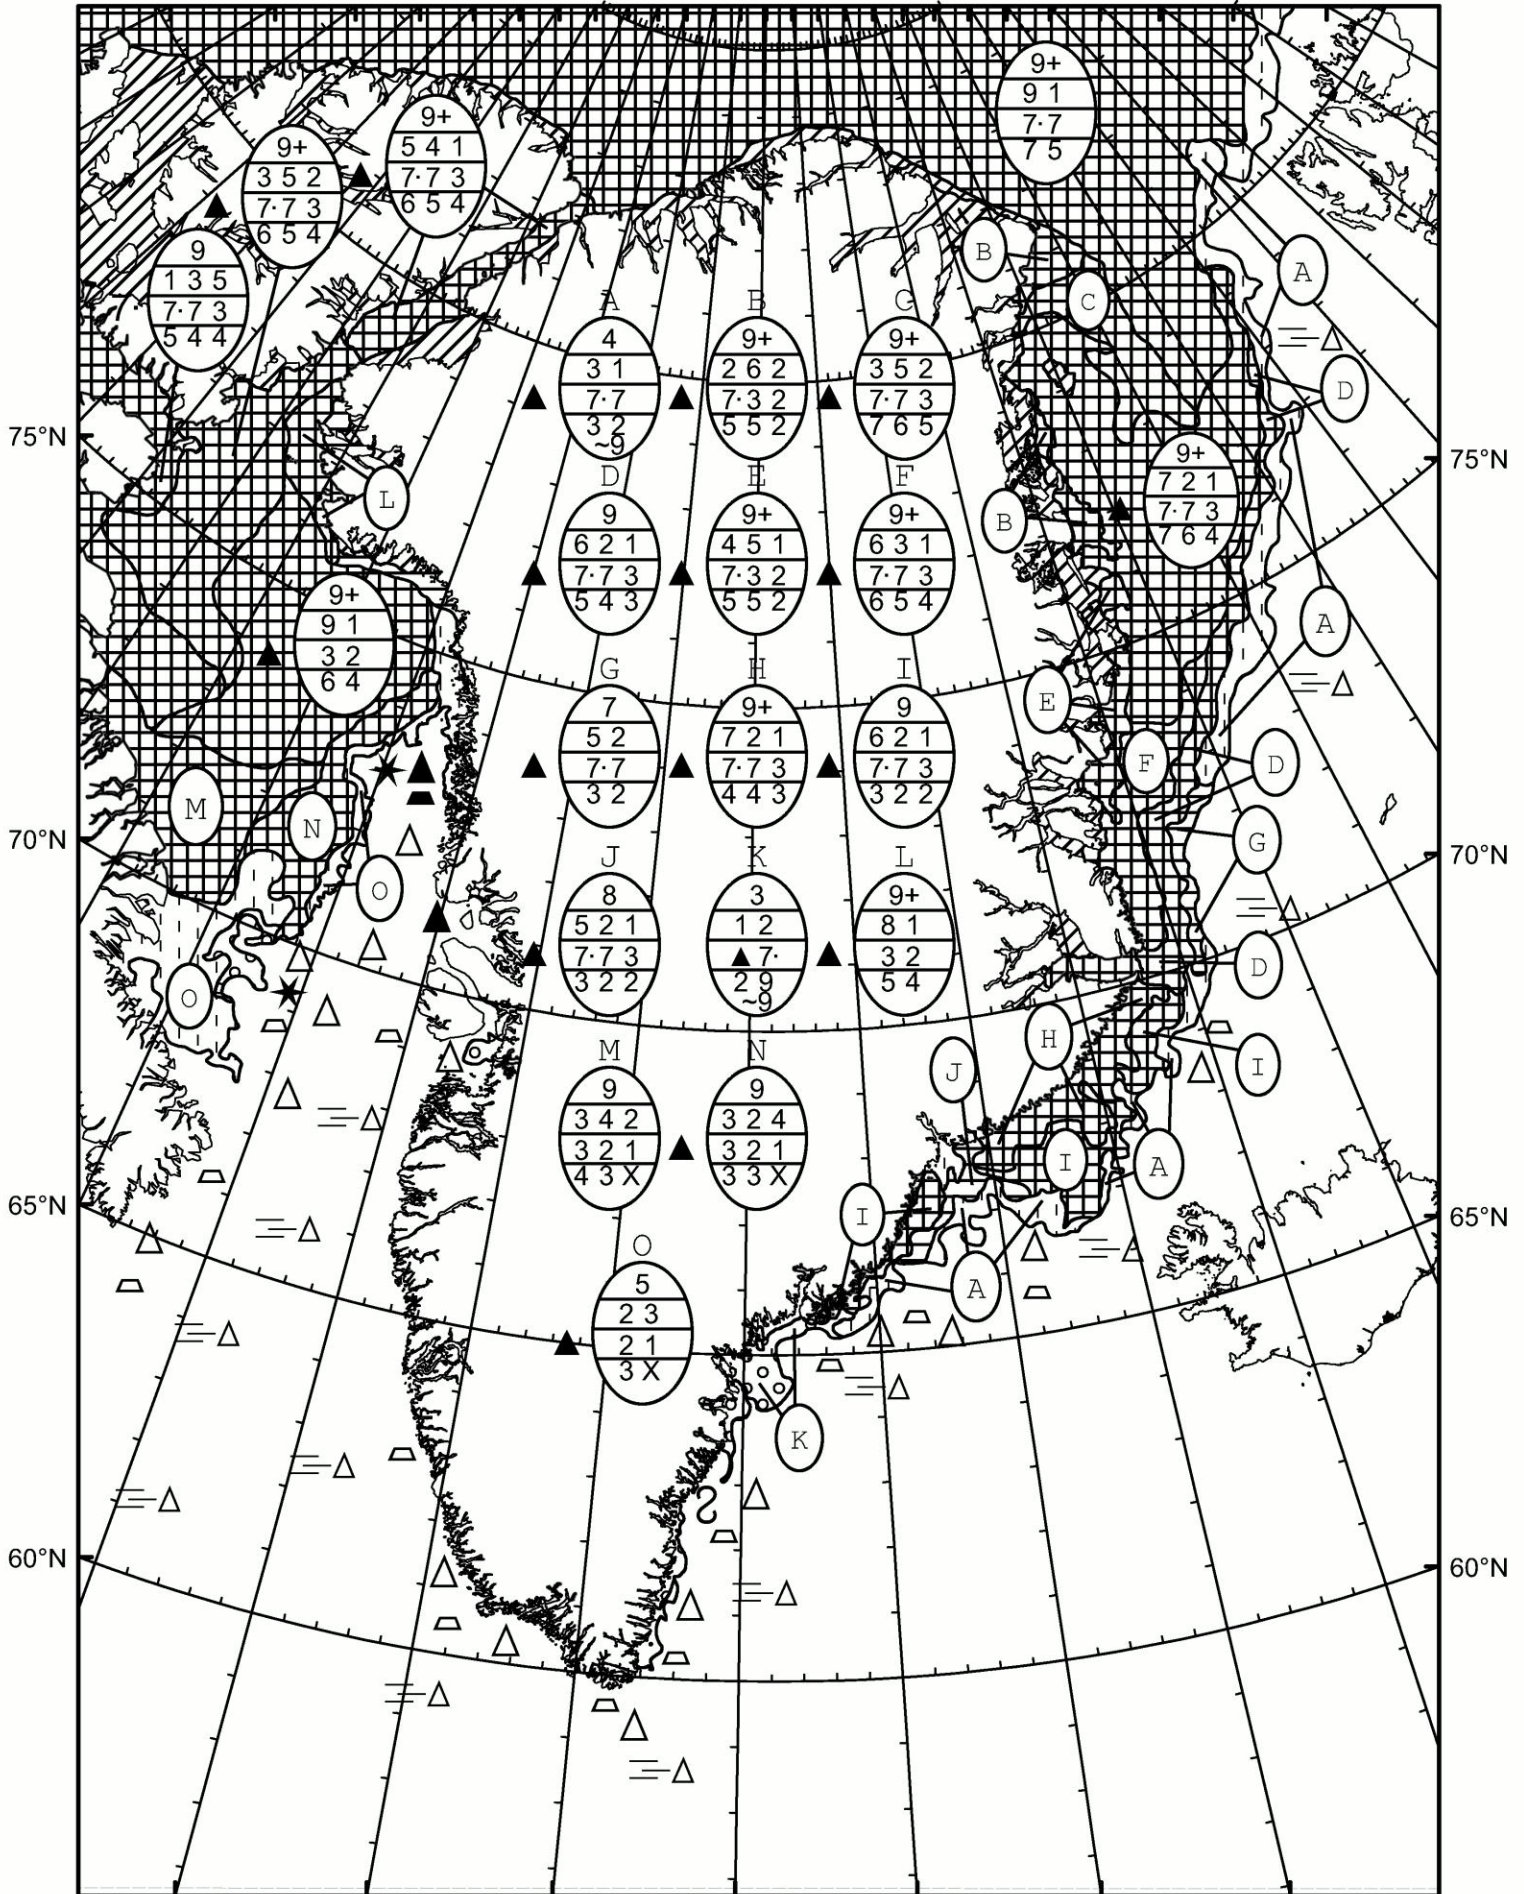 9+
9 1
7·7
7 5
9+
5 4 1
7·7 3
6 5 4
9+
3 5 2
7·7 3
6 5 4
9
1 3 5
7·7 3
5 4 4
B
A
C
A
4
3 1
7·7
3 2
~9
B
9+
2 6 2
7·3 2
5 5 2
C
9+
3 5 2
7·7 3
7 6 5
D
75°N
75°N
9+
7 2 1
7·7 3
7 6 4
L
B
D
9
6 2 1
7·7 3
5 4 3
E
9+
4 5 1
7·3 2
5 5 2
F
9+
6 3 1
7·7 3
6 5 4
9+
9 1
3 2
6 4
A
G
7
5 2
7·7
3 2
H
9+
7 2 1
7·7 3
4 4 3
I
9
6 2 1
7·7 3
3 2 2
E
F
D
M
N
G
70°N
70°N
O
J
8
5 2 1
7·7 3
3 2 2
K
3
1 2
▲ 7·
2 9
~9
L
9+
8 1
3 2
5 4
D
O
H
I
J
M
9
3 4 2
3 2 1
4 3 X
N
9
3 2 4
3 2 1
3 3 X
I
A
65°N
65°N
I
O
5
2 3
2 1
3 X
A
K
60°N
60°N